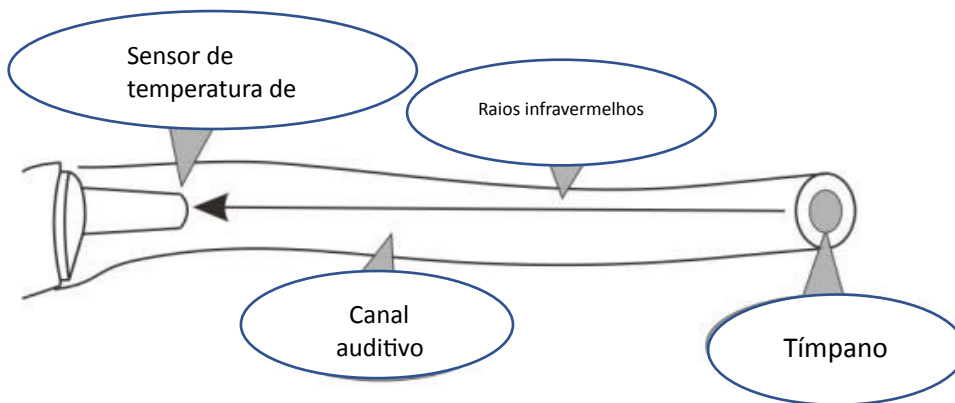 Sensor de
temperatura de
Raios infravermelhos
Canal
auditivo
Tímpano